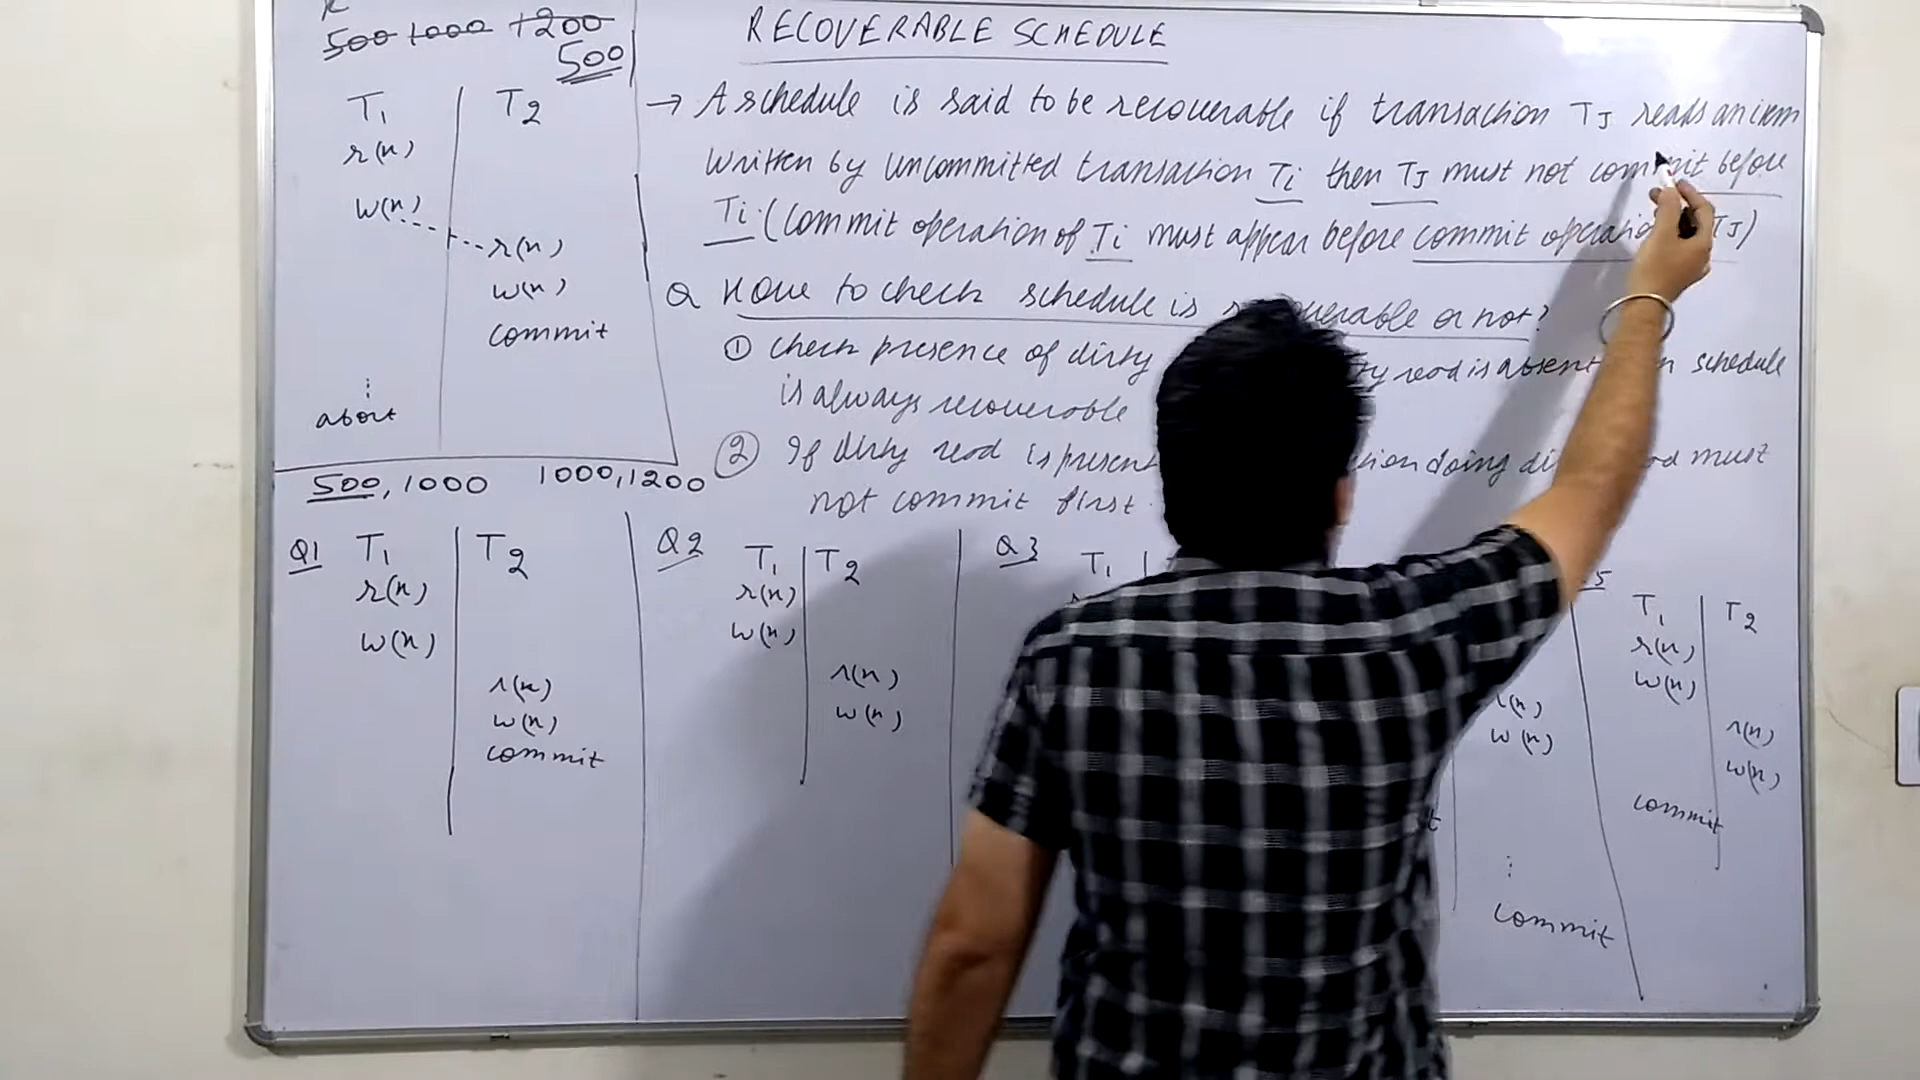 500 1000 +200
500
T1 T2
r(x)
w(x)
r(x)
w(x)
commit
⋮
abort
500, 1000 1000, 1200
RECOVERABLE SCHEDULE
→ A schedule is said to be recoverable if transaction TJ reads an item
written by uncommitted transaction Ti then TJ must not commit before
Ti. (Commit operation of Ti must appear before commit operation TJ)
Q How to check schedule is recoverable or not?
① check presence of dirty read is absent schedule
is always recoverable
② If dirty read is present doing must
not commit first.
Q1 T1 T2
r(x)
w(x)
r(x)
w(x)
commit
Q2 T1 T2
r(x)
w(x)
r(x)
w(x)
Q3 T1
r(x)
w(x)
⋮
commit
5
T1 T2
r(x)
w(x)
r(x)
w(x)
commit